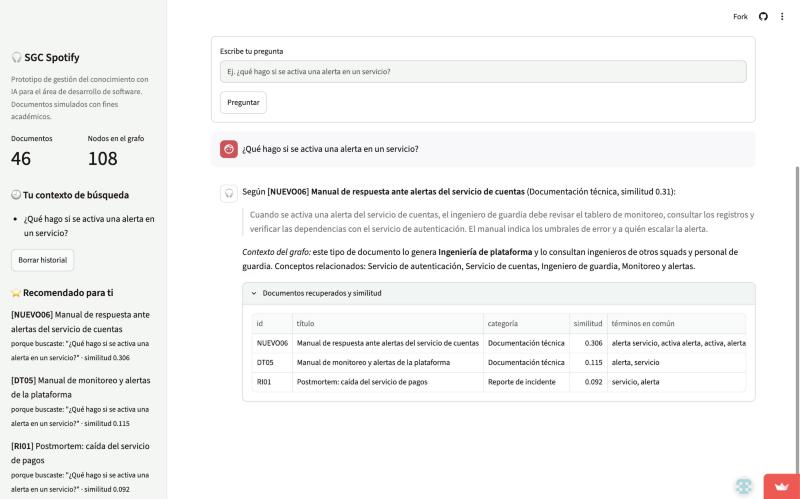 Fork
SGC Spotify
Prototipo de gestión del conocimiento con
IA para el área de desarrollo de software.
Documentos simulados con fines
académicos.
Documentos
Nodos en el grafo
46
108
Tu contexto de búsqueda
¿Qué hago si se activa una alerta en
un servicio?
Borrar historial
Recomendado para ti
[NUEVO06] Manual de respuesta ante
alertas del servicio de cuentas
porque buscaste: "¿Qué hago si se activa una
alerta en un servicio?" · similitud 0.306
[DT05] Manual de monitoreo y alertas
de la plataforma
porque buscaste: "¿Qué hago si se activa una
alerta en un servicio?" · similitud 0.115
[RI01] Postmortem: caída del servicio
de pagos
porque buscaste: "¿Qué hago si se activa una
alerta en un servicio?" · similitud 0.092
Escribe tu pregunta
Ej. ¿qué hago si se activa una alerta en un servicio?
Preguntar
¿Qué hago si se activa una alerta en un servicio?
Según [NUEVO06] Manual de respuesta ante alertas del servicio de cuentas (Documentación técnica, similitud 0.31):
Cuando se activa una alerta del servicio de cuentas, el ingeniero de guardia debe revisar el tablero de monitoreo, consultar los registros y
verificar las dependencias con el servicio de autenticación. El manual indica los umbrales de error y a quién escalar la alerta.
Contexto del grafo: este tipo de documento lo genera Ingeniería de plataforma y lo consultan ingenieros de otros squads y personal de
guardia. Conceptos relacionados: Servicio de autenticación, Servicio de cuentas, Ingeniero de guardia, Monitoreo y alertas.
Documentos recuperados y similitud
id título categoría similitud términos en común
NUEVO06 Manual de respuesta ante alertas del servicio de cuentas Documentación técnica 0.306 alerta servicio, activa alerta, activa, alerta
DT05 Manual de monitoreo y alertas de la plataforma Documentación técnica 0.115 alerta, servicio
RI01 Postmortem: caída del servicio de pagos Reporte de incidente 0.092 servicio, alerta